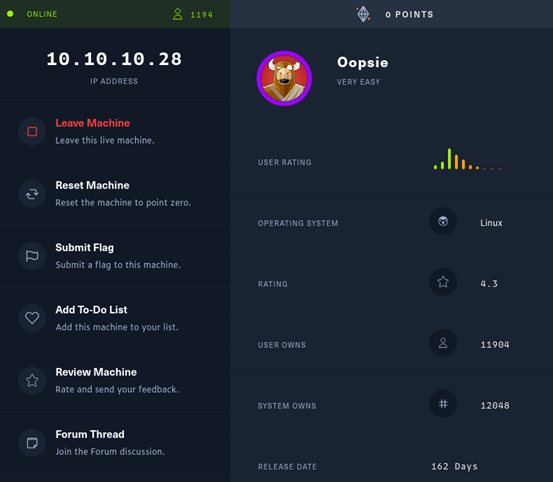 ONLINE
1194
10.10.10.28
IP ADDRESS
Leave Machine
Leave this live machine.
Reset Machine
Reset the machine to point zero.
Submit Flag
Submit a flag to this machine.
Add To-Do List
Add this machine to your list.
Review Machine
Rate and send your feedback.
Forum Thread
Join the Forum discussion.
0 POINTS
Oopsie
VERY EASY
USER RATING
OPERATING SYSTEM
Linux
RATING
4.3
USER OWNS
11904
SYSTEM OWNS
12048
RELEASE DATE
162 Days